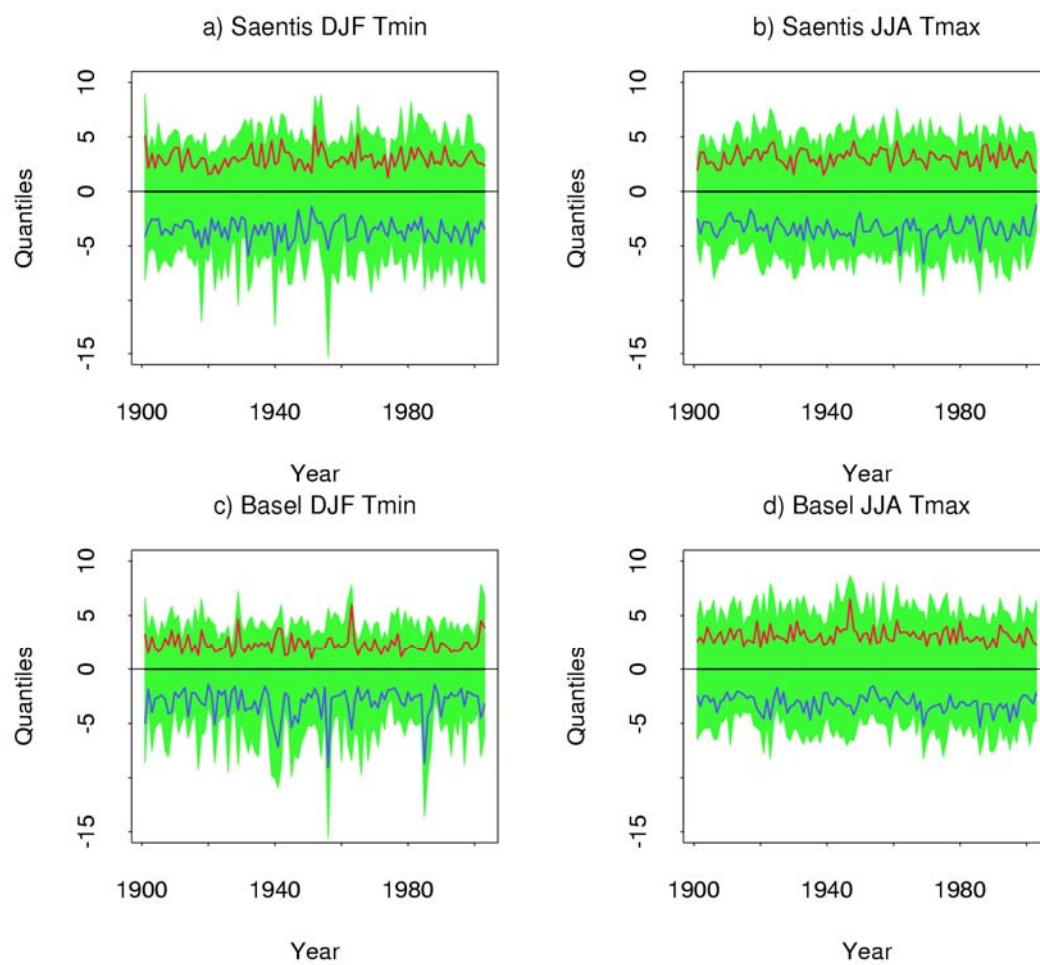 a) Saentis DJF Tmin
Quantiles
10
5
0
-5
-15
1900 1940 1980
Year
b) Saentis JJA Tmax
Quantiles
10
5
0
-5
-15
1900 1940 1980
Year
c) Basel DJF Tmin
Quantiles
10
5
0
-5
-15
1900 1940 1980
Year
d) Basel JJA Tmax
Quantiles
10
5
0
-5
-15
1900 1940 1980
Year